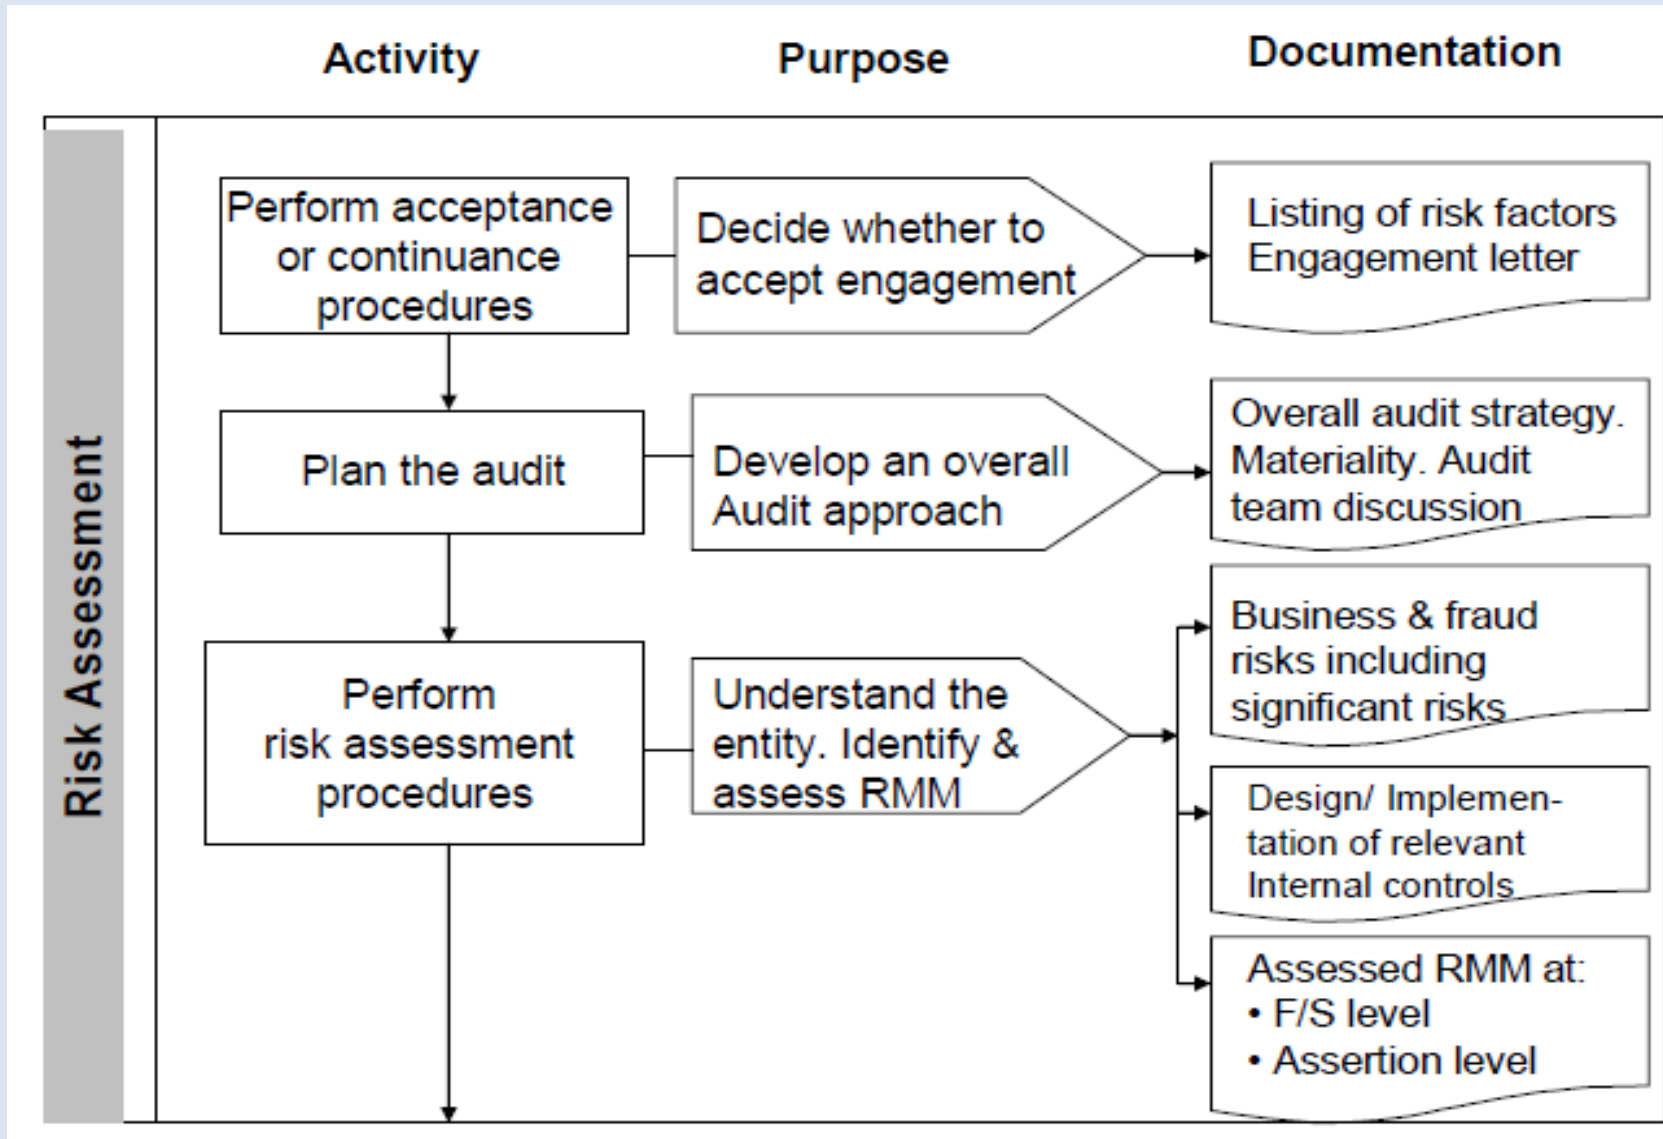 Activity
Purpose
Documentation
Risk Assessment
Perform acceptance
or continuance
procedures
Decide whether to
accept engagement
Listing of risk factors
Engagement letter
Plan the audit
Develop an overall
Audit approach
Overall audit strategy.
Materiality. Audit
team discussion
Perform
risk assessment
procedures
Understand the
entity. Identify &
assess RMM
Business & fraud
risks including
significant risks
Design/ Implemen-
tation of relevant
Internal controls
Assessed RMM at:
• F/S level
• Assertion level